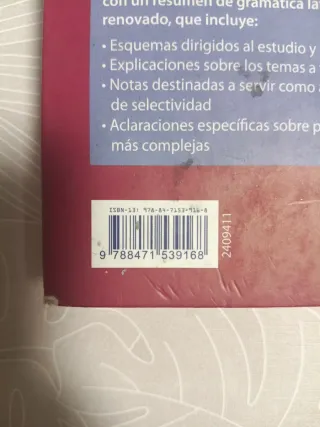 con un resumen de gramática
renovado, que incluye:
• Esquemas dirigidos al estudio y
• Explicaciones sobre los temas a
• Notas destinadas a servir como
de selectividad
• Aclaraciones específicas sobre
más complejas
ISBN-13: 978-84-7153-916-8
9 788471 539168
2409411